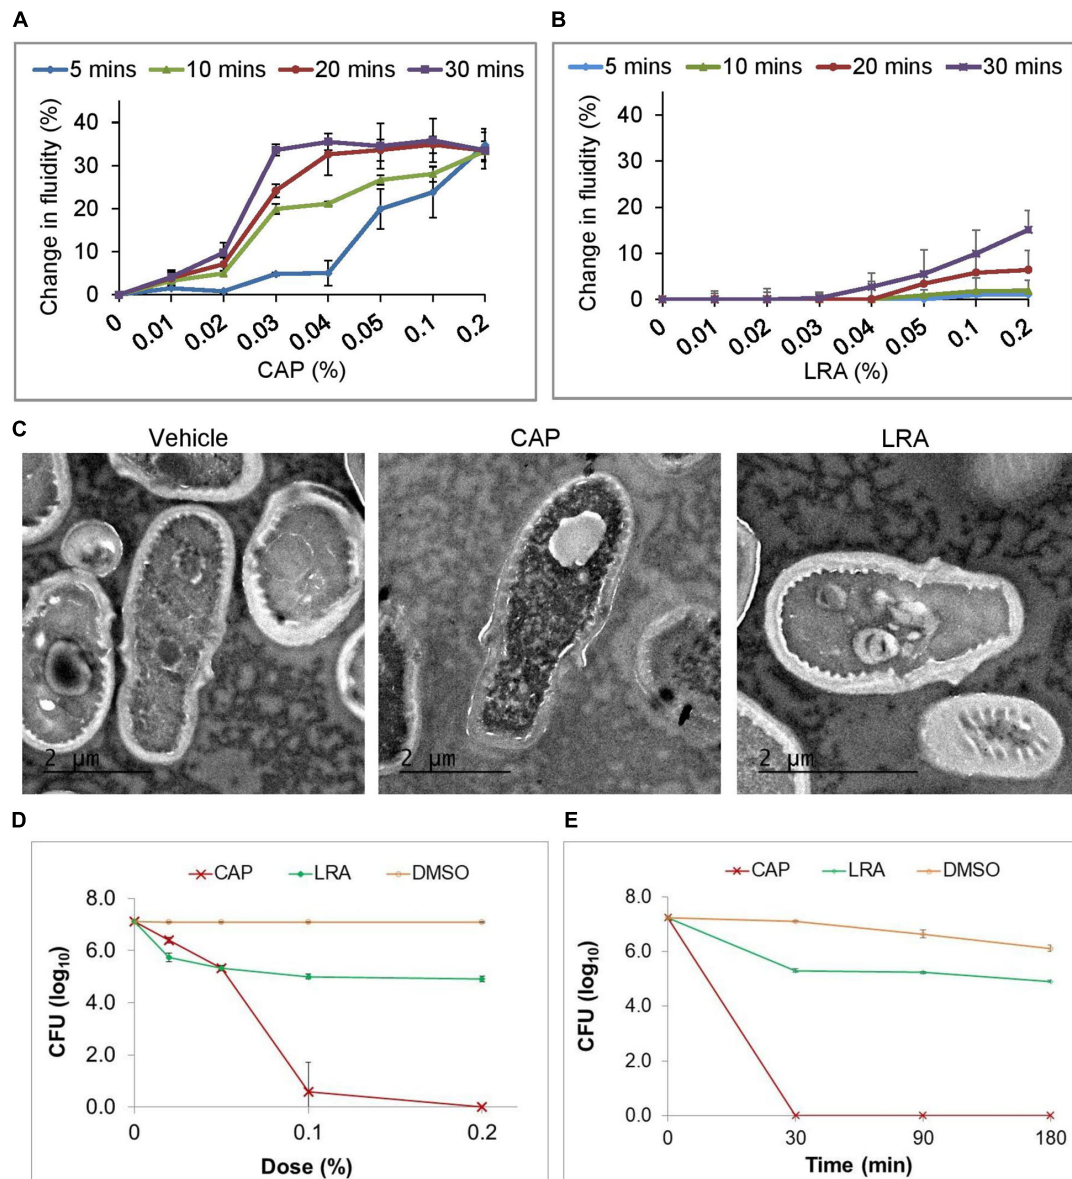 A
5 mins 10 mins 20 mins 30 mins
Change in fluidity (%)
40
30
20
10
0
0 0.01 0.02 0.03 0.04 0.05 0.1 0.2
CAP (%)
B
5 mins 10 mins 20 mins 30 mins
Change in fluidity (%)
40
30
20
10
0
0 0.01 0.02 0.03 0.04 0.05 0.1 0.2
LRA (%)
C
Vehicle
CAP
LRA
2 µm
2 µm
2 µm
D
CAP LRA DMSO
CFU (log10)
8.0
6.0
4.0
2.0
0.0
0 0.1 0.2
Dose (%)
E
CAP LRA DMSO
CFU (log10)
8.0
6.0
4.0
2.0
0.0
0 30 90 180
Time (min)